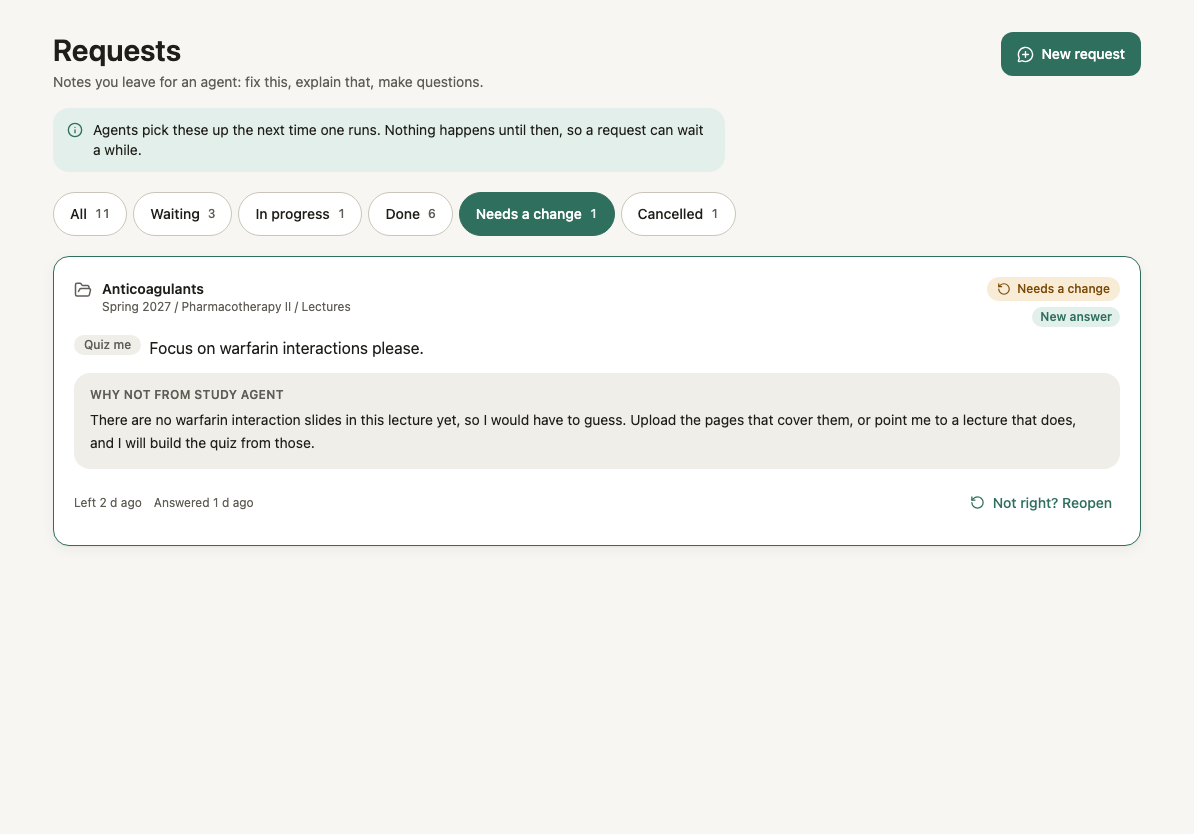 Requests
New request
Notes you leave for an agent: fix this, explain that, make questions.
Agents pick these up the next time one runs. Nothing happens until then, so a request can wait
a while.
All 11
Waiting 3
In progress 1
Done 6
Needs a change 1
Cancelled 1
Anticoagulants
Needs a change
Spring 2027 / Pharmacotherapy II / Lectures
New answer
Quiz me Focus on warfarin interactions please.
WHY NOT FROM STUDY AGENT
There are no warfarin interaction slides in this lecture yet, so I would have to guess. Upload the pages that cover them, or point me to a lecture that does,
and I will build the quiz from those.
Left 2 d ago Answered 1 d ago
Not right? Reopen